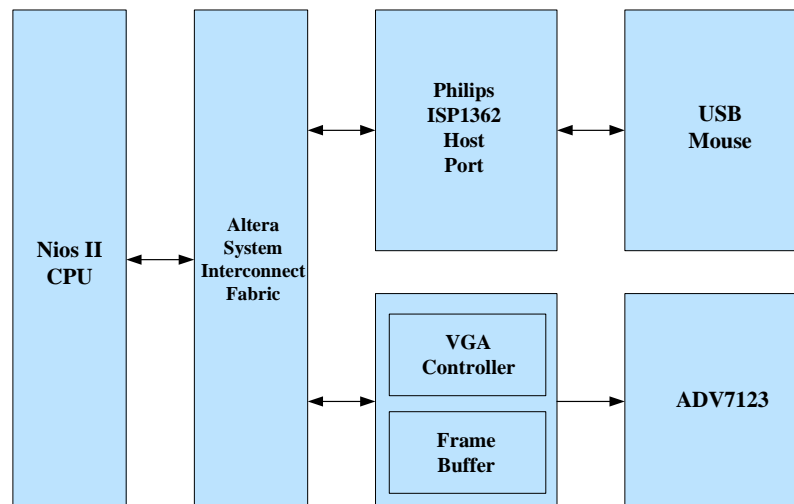 Nios II
CPU
Altera
System
Interconnect
Fabric
Philips
ISP1362
Host
Port
USB
Mouse
VGA
Controller
Frame
Buffer
ADV7123